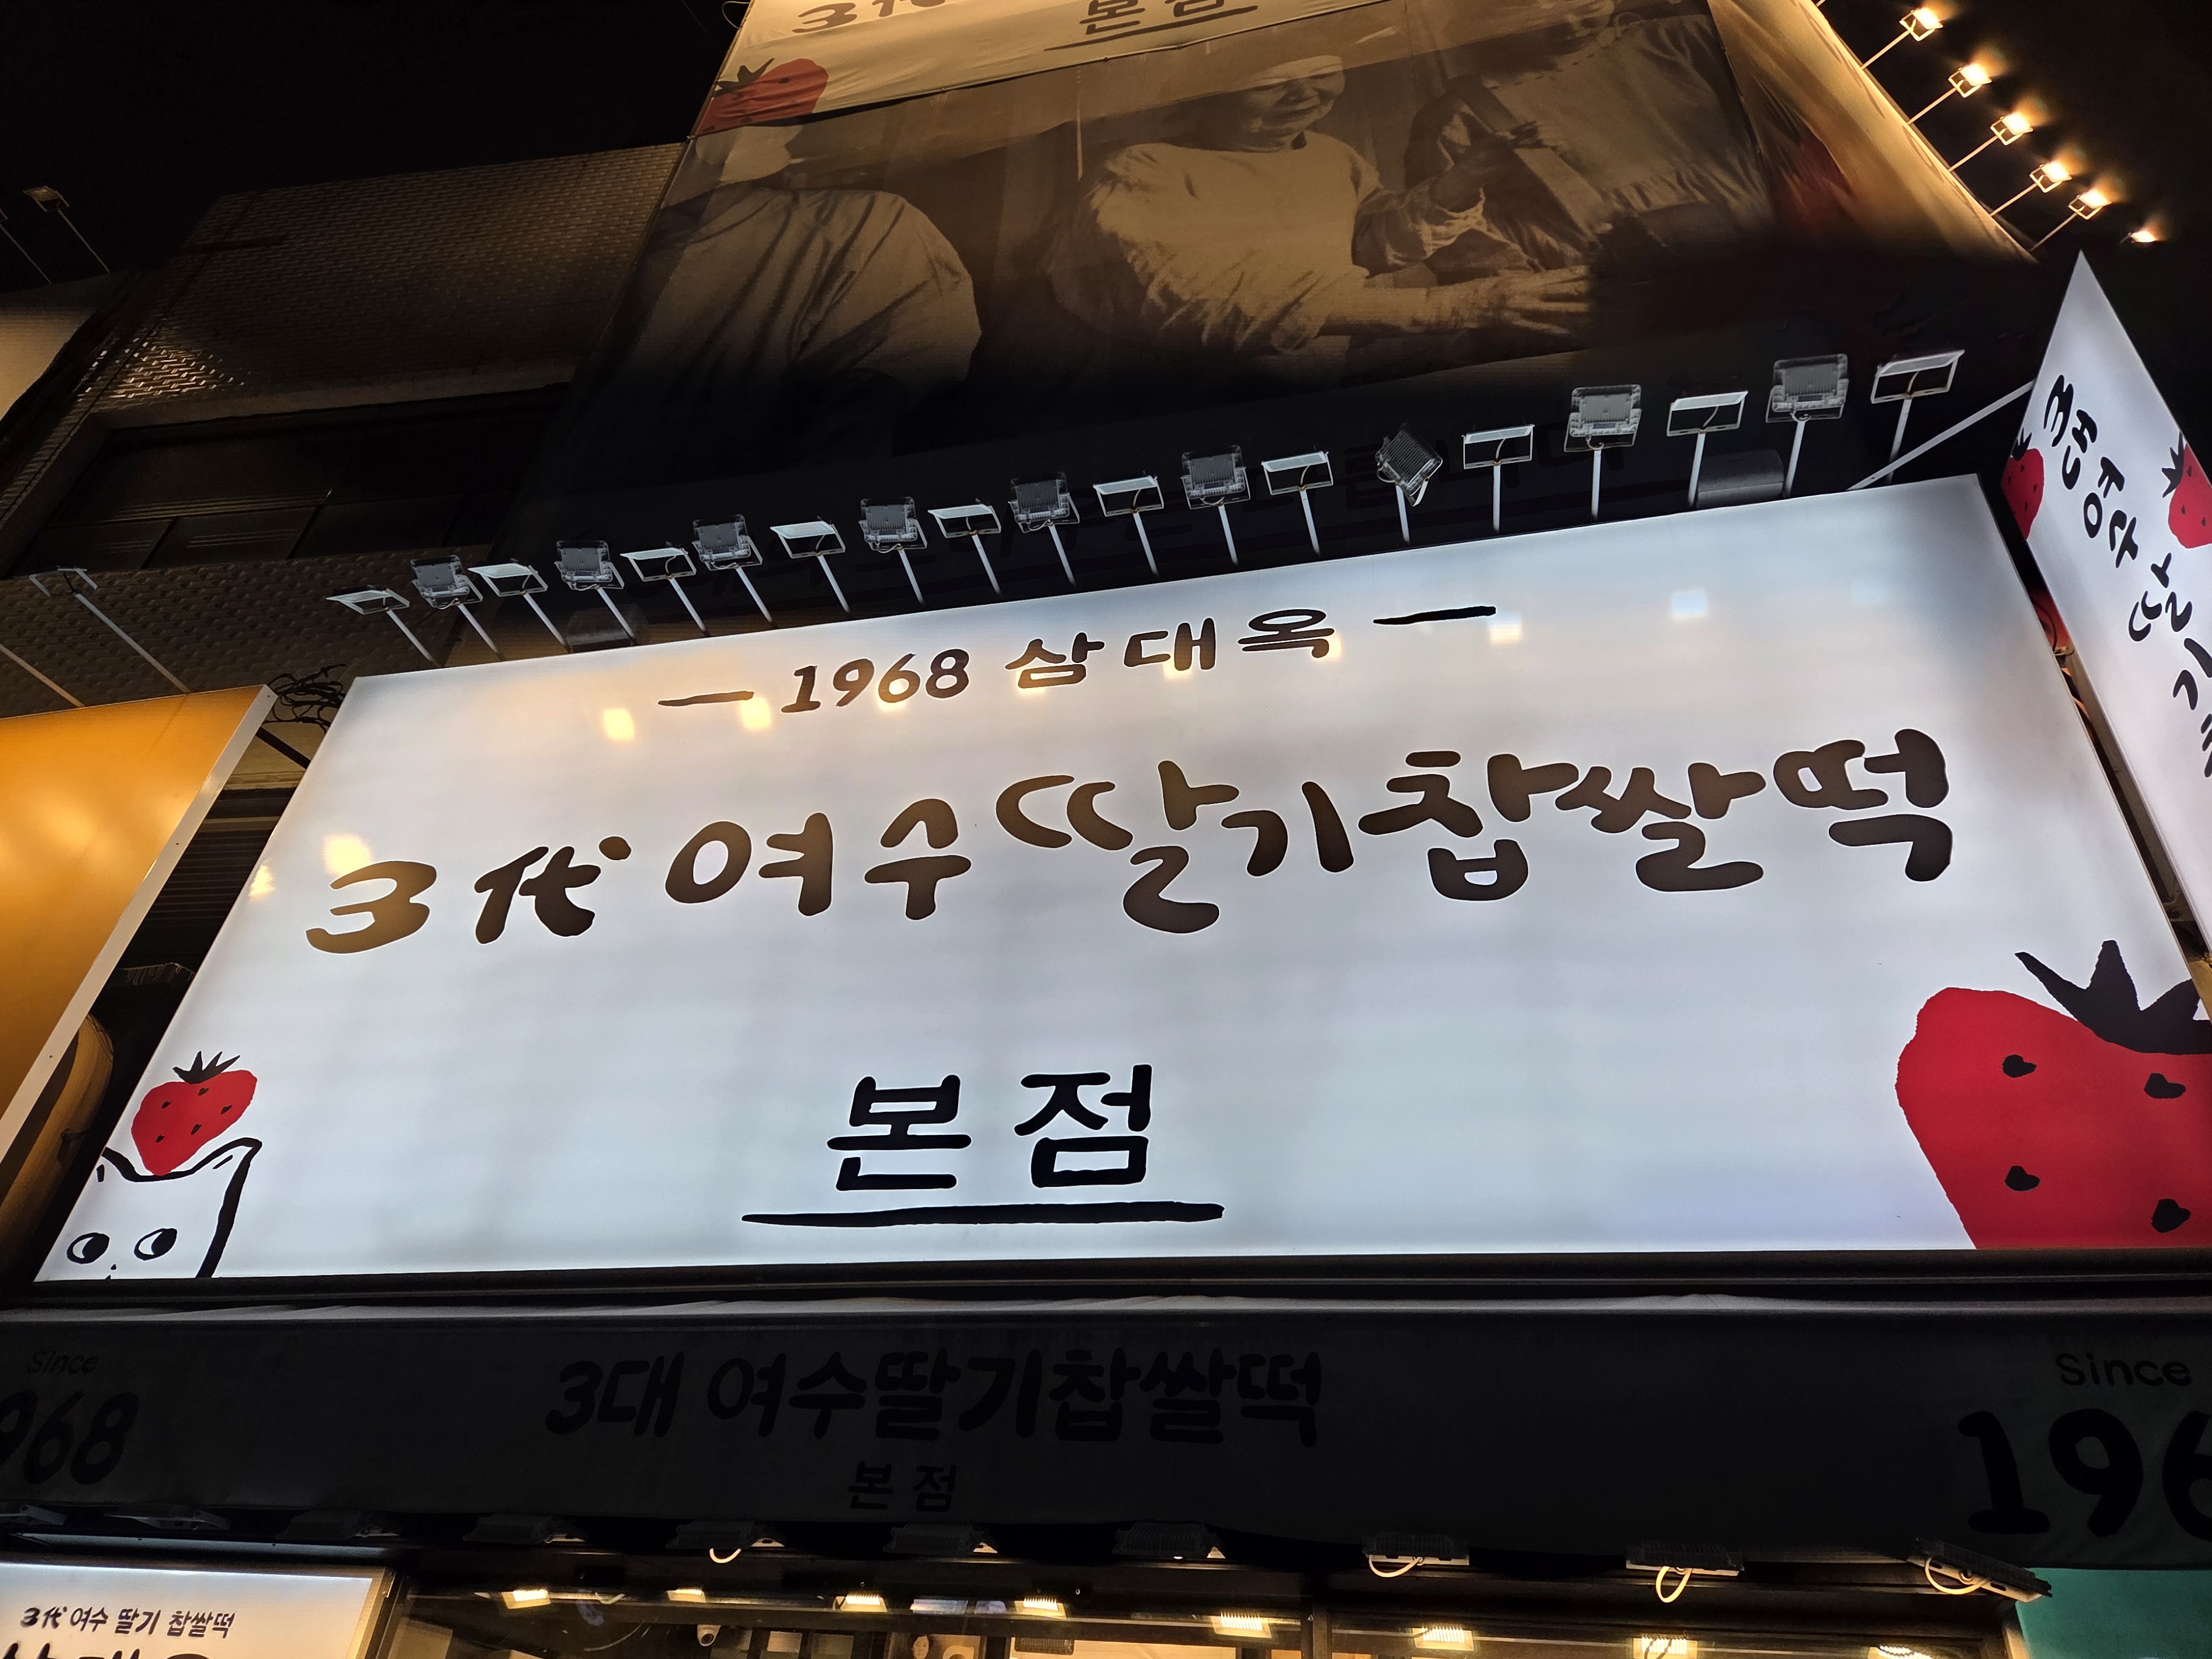 3代
본점
1968 삼대옥
3代 여수딸기찹쌀떡
본점
Since
968
3대 여수딸기찹쌀떡
본점
Since
196
3代 여수 딸기 찹쌀떡